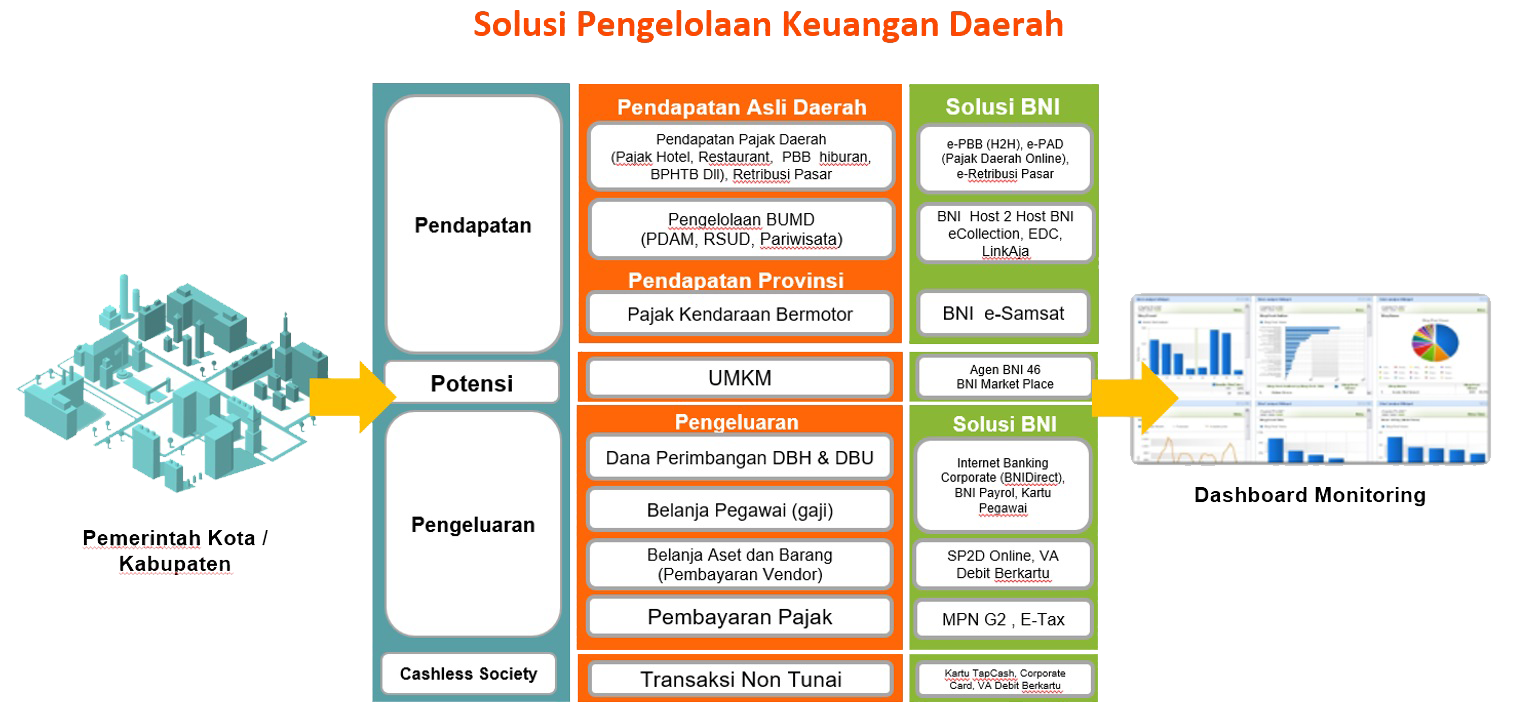 Solusi Pengelolaan Keuangan Daerah
Pemerintah Kota /
Kabupaten
Pendapatan
Potensi
Pengeluaran
Cashless Society
Pendapatan Asli Daerah
Pendapatan Pajak Daerah
(Pajak Hotel, Restaurant, PBB hiburan,
BPHTB Dll), Retribusi Pasar
Pengelolaan BUMD
(PDAM, RSUD, Pariwisata)
Pendapatan Provinsi
Pajak Kendaraan Bermotor
UMKM
Pengeluaran
Dana Perimbangan DBH & DBU
Belanja Pegawai (gaji)
Belanja Aset dan Barang
(Pembayaran Vendor)
Pembayaran Pajak
Transaksi Non Tunai
Solusi BNI
e-PBB (H2H), e-PAD
(Pajak Daerah Online),
e-Retribusi Pasar
BNI Host 2 Host BNI
eCollection, EDC,
LinkAja
BNI e-Samsat
Agen BNI 46
BNI Market Place
Solusi BNI
Internet Banking
Corporate (BNIDirect),
BNI Payrol, Kartu
Pegawai
SP2D Online, VA
Debit Berkartu
MPN G2 , E-Tax
Kartu TapCash, Corporate
Card, VA Debit Berkartu
Dashboard Monitoring